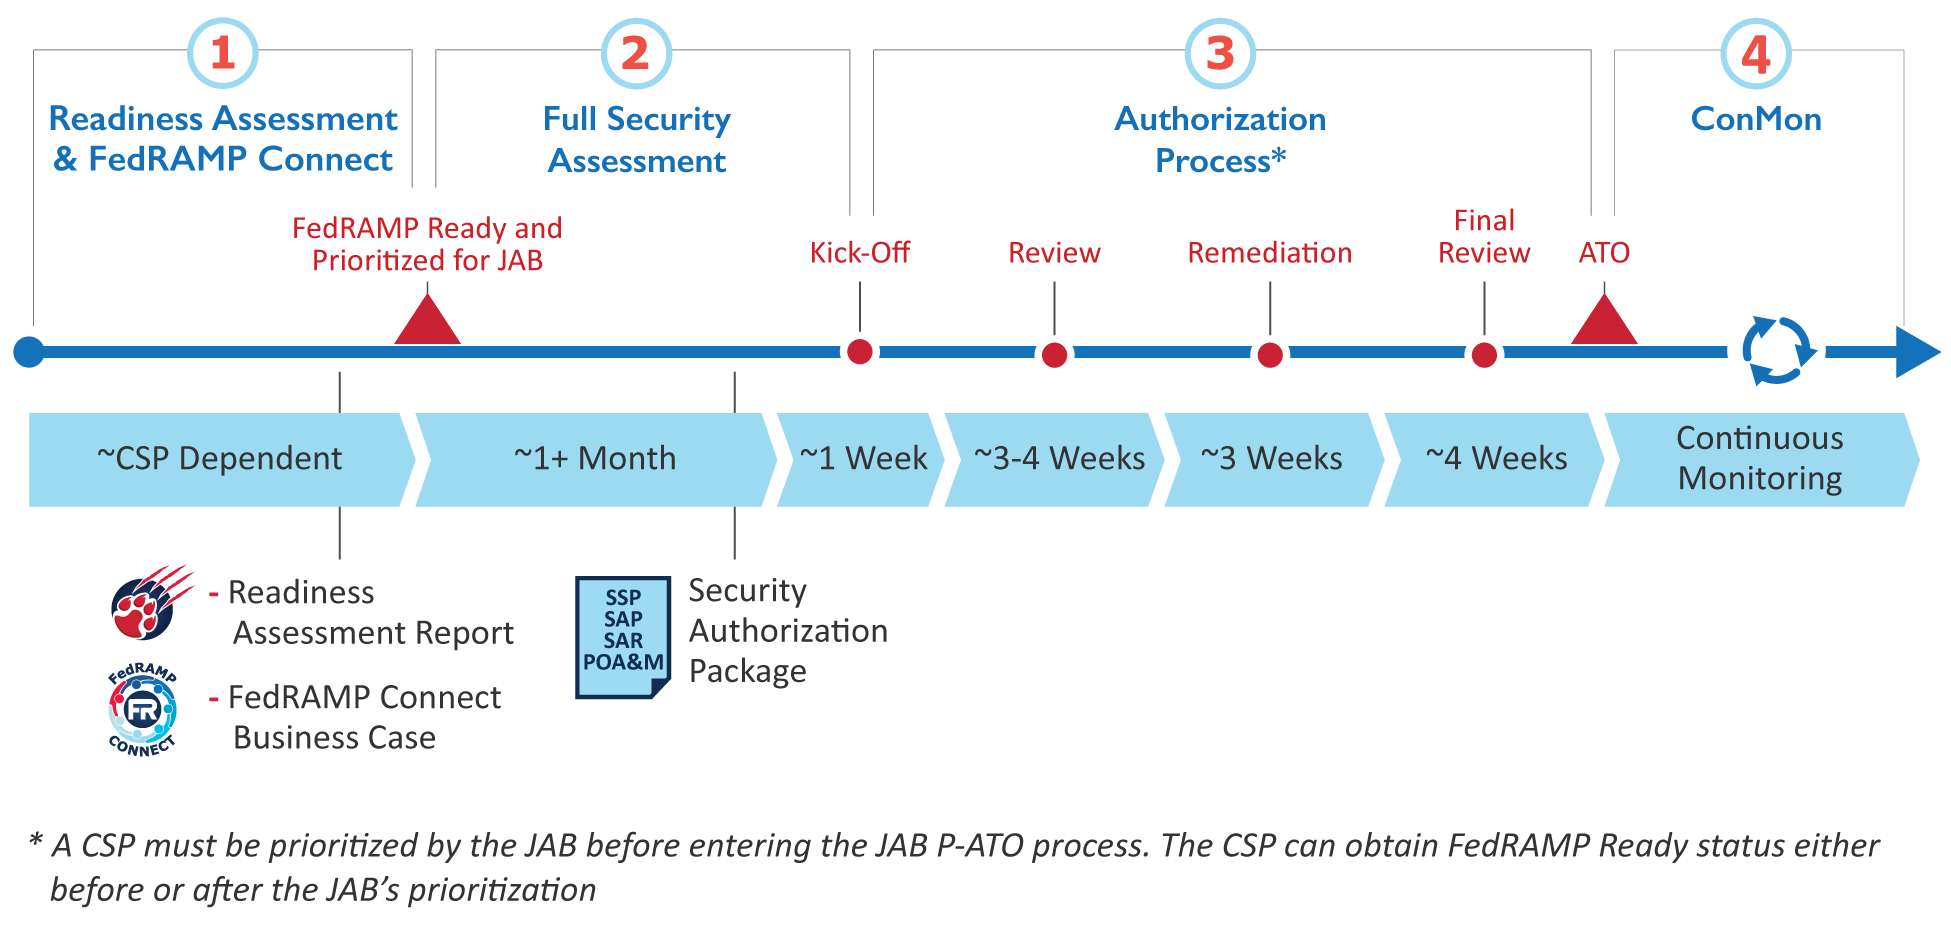 1
Readiness Assessment
& FedRAMP Connect
2
Full Security
Assessment
3
Authorization
Process*
4
ConMon
FedRAMP Ready and
Prioritized for JAB
Kick-Off
Review
Remediation
Final
Review
ATO
~CSP Dependent
~1+ Month
~1 Week
~3-4 Weeks
~3 Weeks
~4 Weeks
Continuous
Monitoring
- Readiness
Assessment Report
FedRAMP
FR
CONNECT
- FedRAMP Connect
Business Case
SSP
SAP
SAR
POA&M
Security
Authorization
Package
* A CSP must be prioritized by the JAB before entering the JAB P-ATO process. The CSP can obtain FedRAMP Ready status either
before or after the JAB’s prioritization